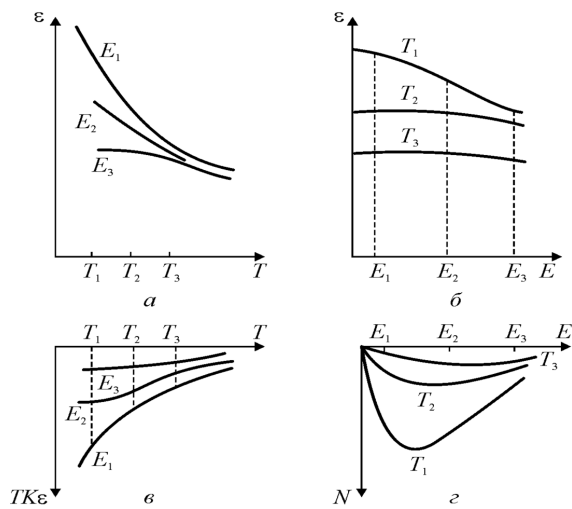 ε
E₁
E₂
E₃
T₁ T₂ T₃ T
а
ε
T₁
T₂
T₃
E₁ E₂ E₃ E
б
T₁ T₂ T₃ T
E₃
E₂
E₁
TKε
в
E₁ E₂ E₃ E
T₃
T₂
T₁
N
г